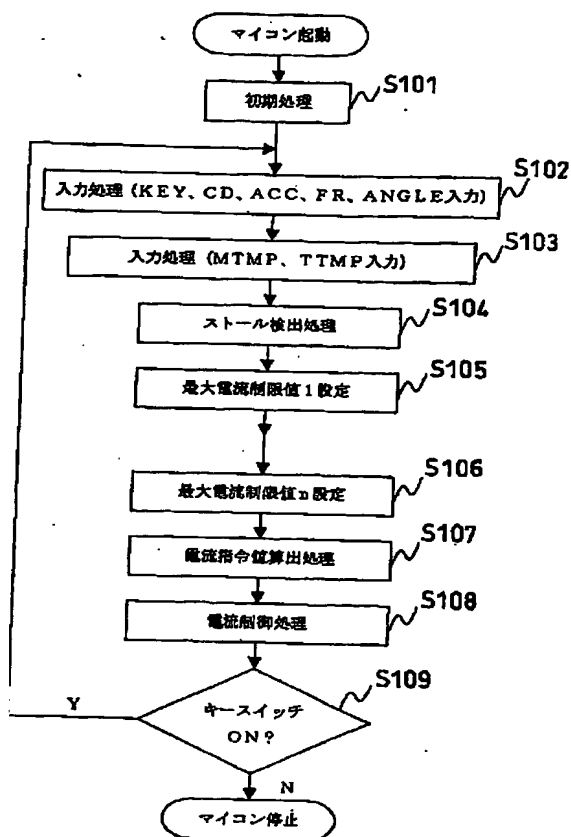 マイコン起動
S101
初期処理
S102
入力処理(KEY、CD、ACC、FR、ANGLE入力)
S103
入力処理(MTMP、TTMP入力)
S104
ストール検出処理
S105
最大電流制限値1設定
S106
最大電流制限値n設定
S107
電流指令値算出処理
S108
電流制御処理
S109
キースイッチ
ON?
Y
N
マイコン停止